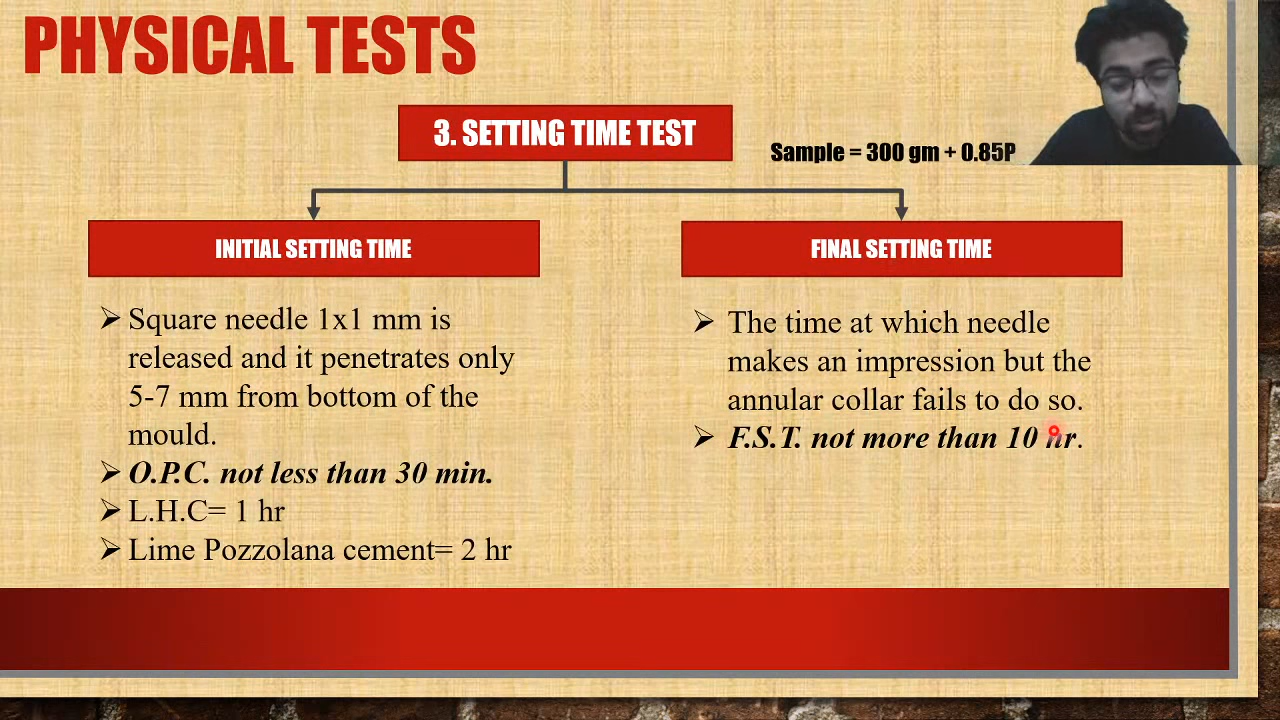 PHYSICAL TESTS
3. SETTING TIME TEST
Sample = 300 gm + 0.85P
INITIAL SETTING TIME
➢ Square needle 1x1 mm is
released and it penetrates only
5-7 mm from bottom of the
mould.
➢ O.P.C. not less than 30 min.
➢ L.H.C= 1 hr
➢ Lime Pozzolana cement= 2 hr
FINAL SETTING TIME
➢ The time at which needle
makes an impression but the
annular collar fails to do so.
➢ F.S.T. not more than 10 hr.